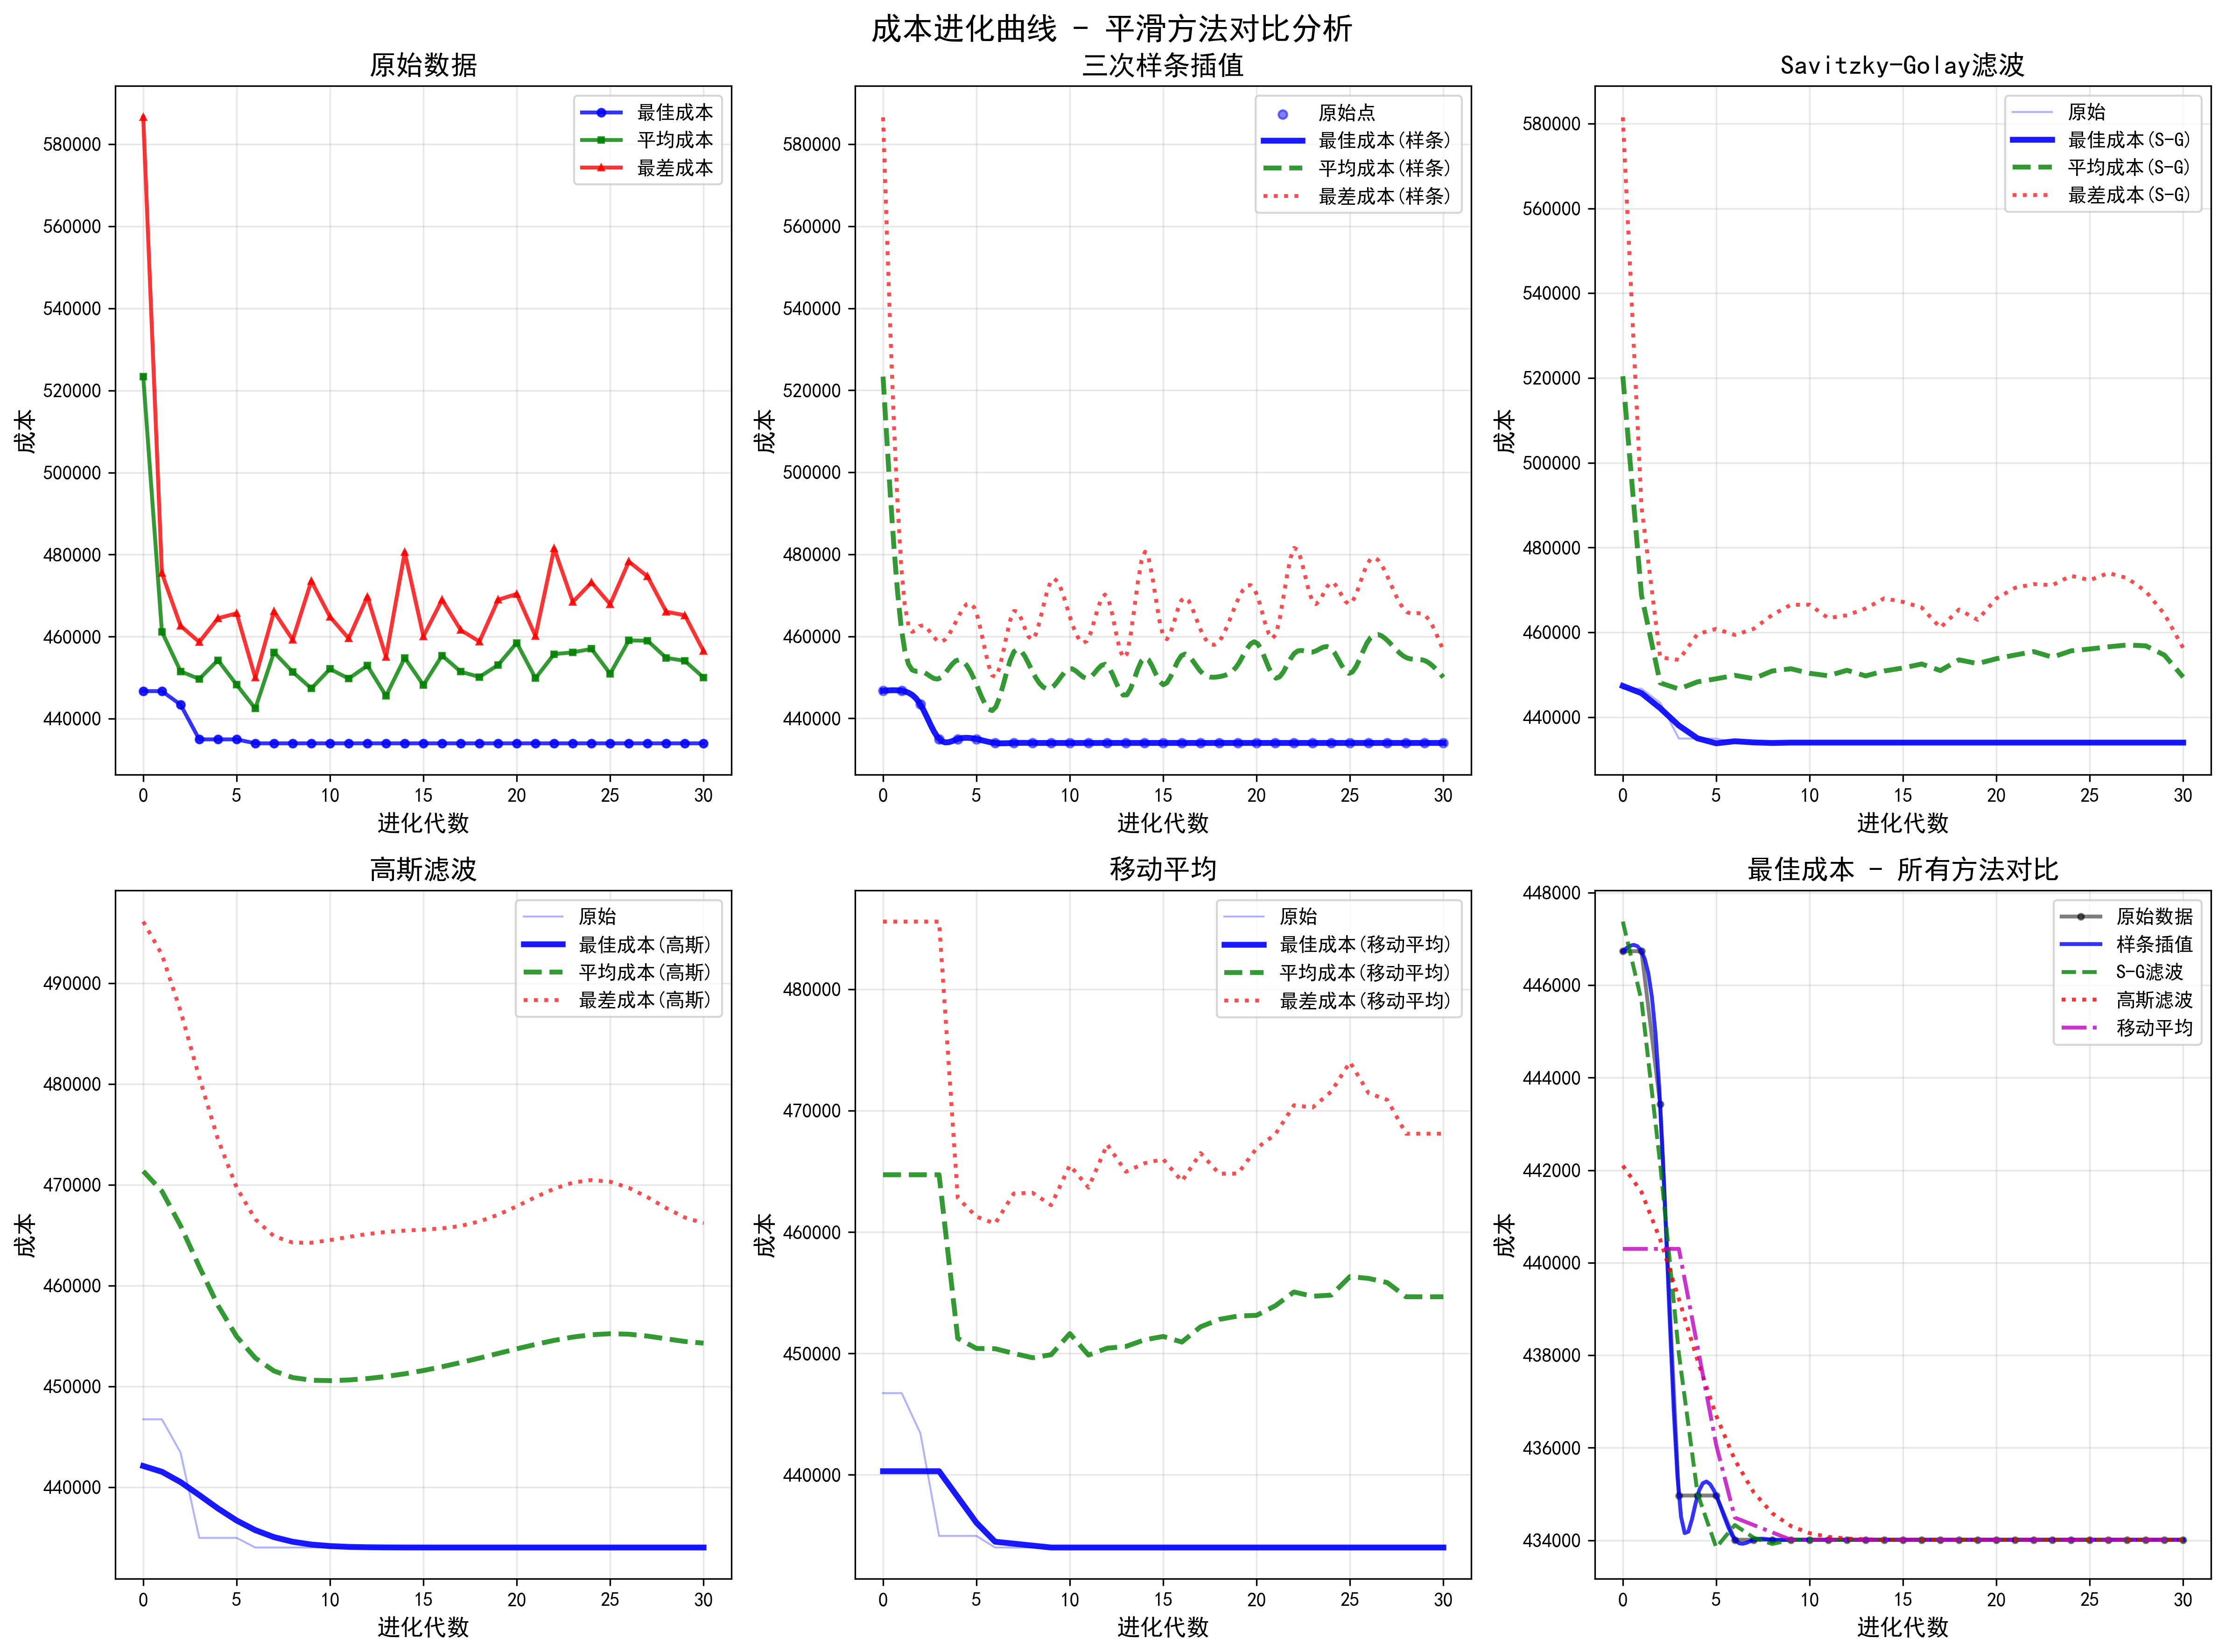 成本进化曲线 - 平滑方法对比分析
原始数据
最佳成本
平均成本
最差成本
580000
560000
540000
520000
500000
480000
460000
440000
成本
0 5 10 15 20 25 30
进化代数
三次样条插值
原始点
最佳成本(样条)
平均成本(样条)
最差成本(样条)
580000
560000
540000
520000
500000
480000
460000
440000
成本
0 5 10 15 20 25 30
进化代数
Savitzky-Golay滤波
原始
最佳成本(S-G)
平均成本(S-G)
最差成本(S-G)
580000
560000
540000
520000
500000
480000
460000
440000
成本
0 5 10 15 20 25 30
进化代数
高斯滤波
原始
最佳成本(高斯)
平均成本(高斯)
最差成本(高斯)
490000
480000
470000
460000
450000
440000
成本
0 5 10 15 20 25 30
进化代数
移动平均
原始
最佳成本(移动平均)
平均成本(移动平均)
最差成本(移动平均)
480000
470000
460000
450000
440000
成本
0 5 10 15 20 25 30
进化代数
最佳成本 - 所有方法对比
原始数据
样条插值
S-G滤波
高斯滤波
移动平均
448000
446000
444000
442000
440000
438000
436000
434000
成本
0 5 10 15 20 25 30
进化代数